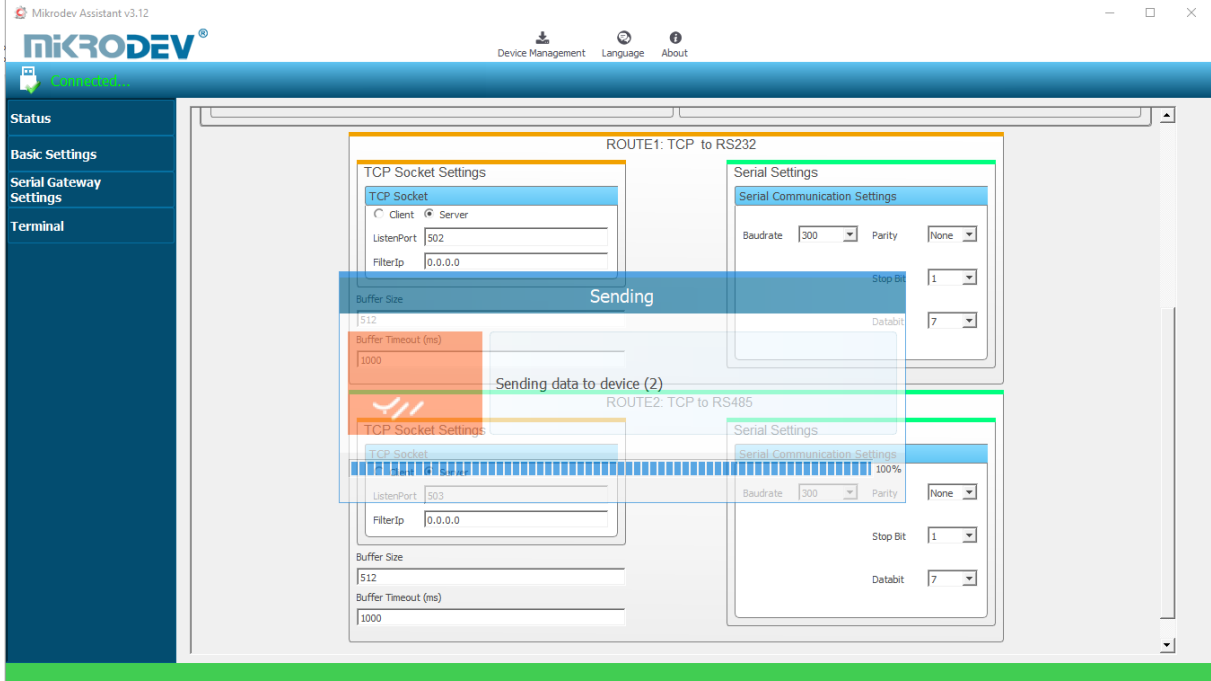 Mikrodev Assistant v3.12
MİKRODEV®
Device Management Language About
Connected...
Status
Basic Settings
Serial Gateway
Settings
Terminal
ROUTE1: TCP to RS232
TCP Socket Settings
TCP Socket
Client Server
ListenPort 502
FilterIp 0.0.0.0
Buffer Size
512
Buffer Timeout (ms)
1000
Serial Settings
Serial Communication Settings
Baudrate 300 Parity None
Stop Bit 1
Databit 7
Sending
Sending data to device (2)
100%
ROUTE2: TCP to RS485
TCP Socket Settings
TCP Socket
Client Server
ListenPort 503
FilterIp 0.0.0.0
Buffer Size
512
Buffer Timeout (ms)
1000
Serial Settings
Serial Communication Settings
Baudrate 300 Parity None
Stop Bit 1
Databit 7